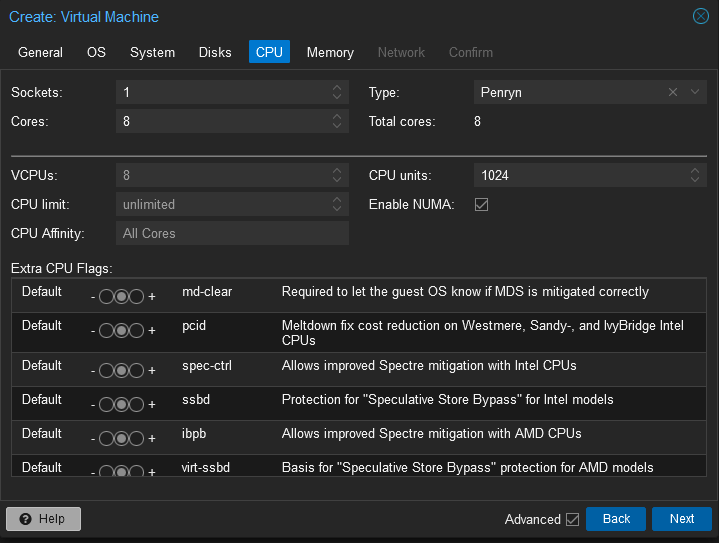 Create: Virtual Machine
General OS System Disks CPU Memory Network Confirm
Sockets: 1 Type: Penryn
Cores: 8 Total cores: 8
VCPUs: 8 CPU units: 1024
CPU limit: unlimited Enable NUMA:
CPU Affinity: All Cores
Extra CPU Flags:
Default - + md-clear Required to let the guest OS know if MDS is mitigated correctly
Default - + pcid Meltdown fix cost reduction on Westmere, Sandy-, and IvyBridge Intel
CPUs
Default - + spec-ctrl Allows improved Spectre mitigation with Intel CPUs
Default - + ssbd Protection for "Speculative Store Bypass" for Intel models
Default - + ibpb Allows improved Spectre mitigation with AMD CPUs
Default - + virt-ssbd Basis for "Speculative Store Bypass" protection for AMD models
? Help Advanced Back Next